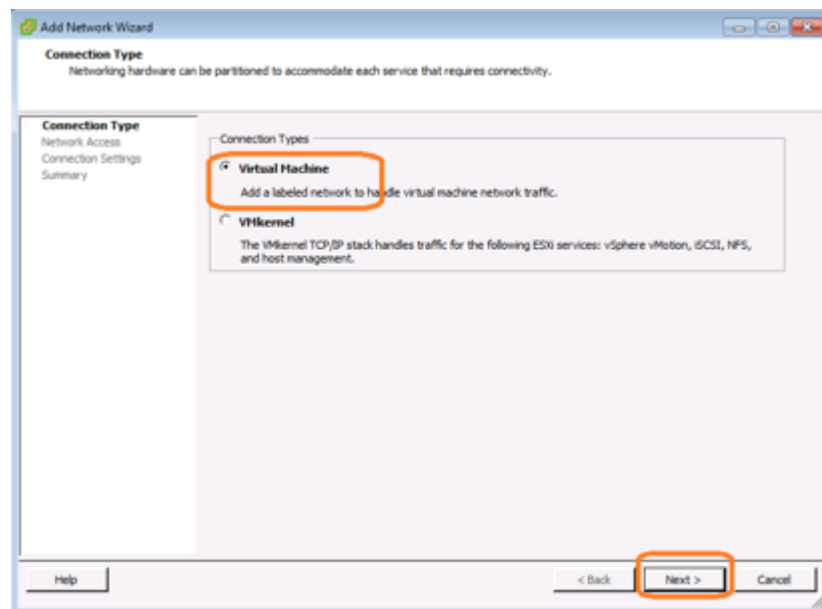 Add Network Wizard
Connection Type
Networking hardware can be partitioned to accommodate each service that requires connectivity.
Connection Type
Network Access
Connection Settings
Summary
Connection Types
Virtual Machine
Add a labeled network to handle virtual machine network traffic.
VMkernel
The VMkernel TCP/IP stack handles traffic for the following ESXi services: vSphere vMotion, iSCSI, NFS,
and host management.
Help
< Back
Next >
Cancel